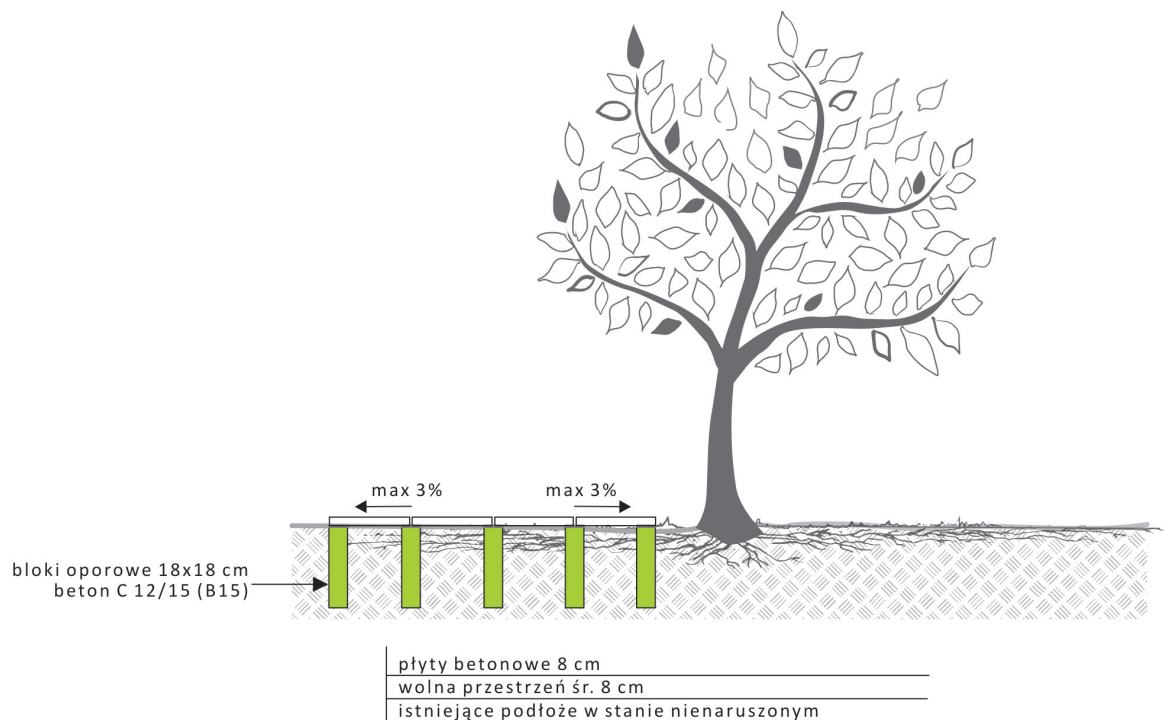 max 3%
max 3%
bloki oporowe 18x18 cm
beton C 12/15 (B15)
płyty betonowe 8 cm
wolna przestrzeń śr. 8 cm
istniejące podłoże w stanie nienaruszonym